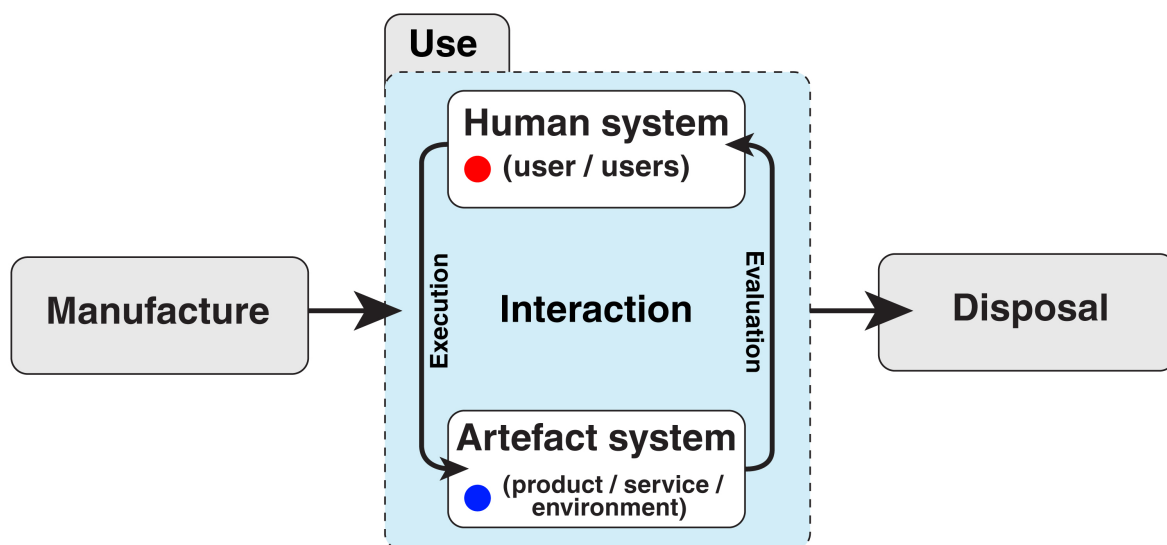 Use
Human system
(user / users)
Manufacture
Execution
Interaction
Evaluation
Disposal
Artefact system
(product / service /
environment)